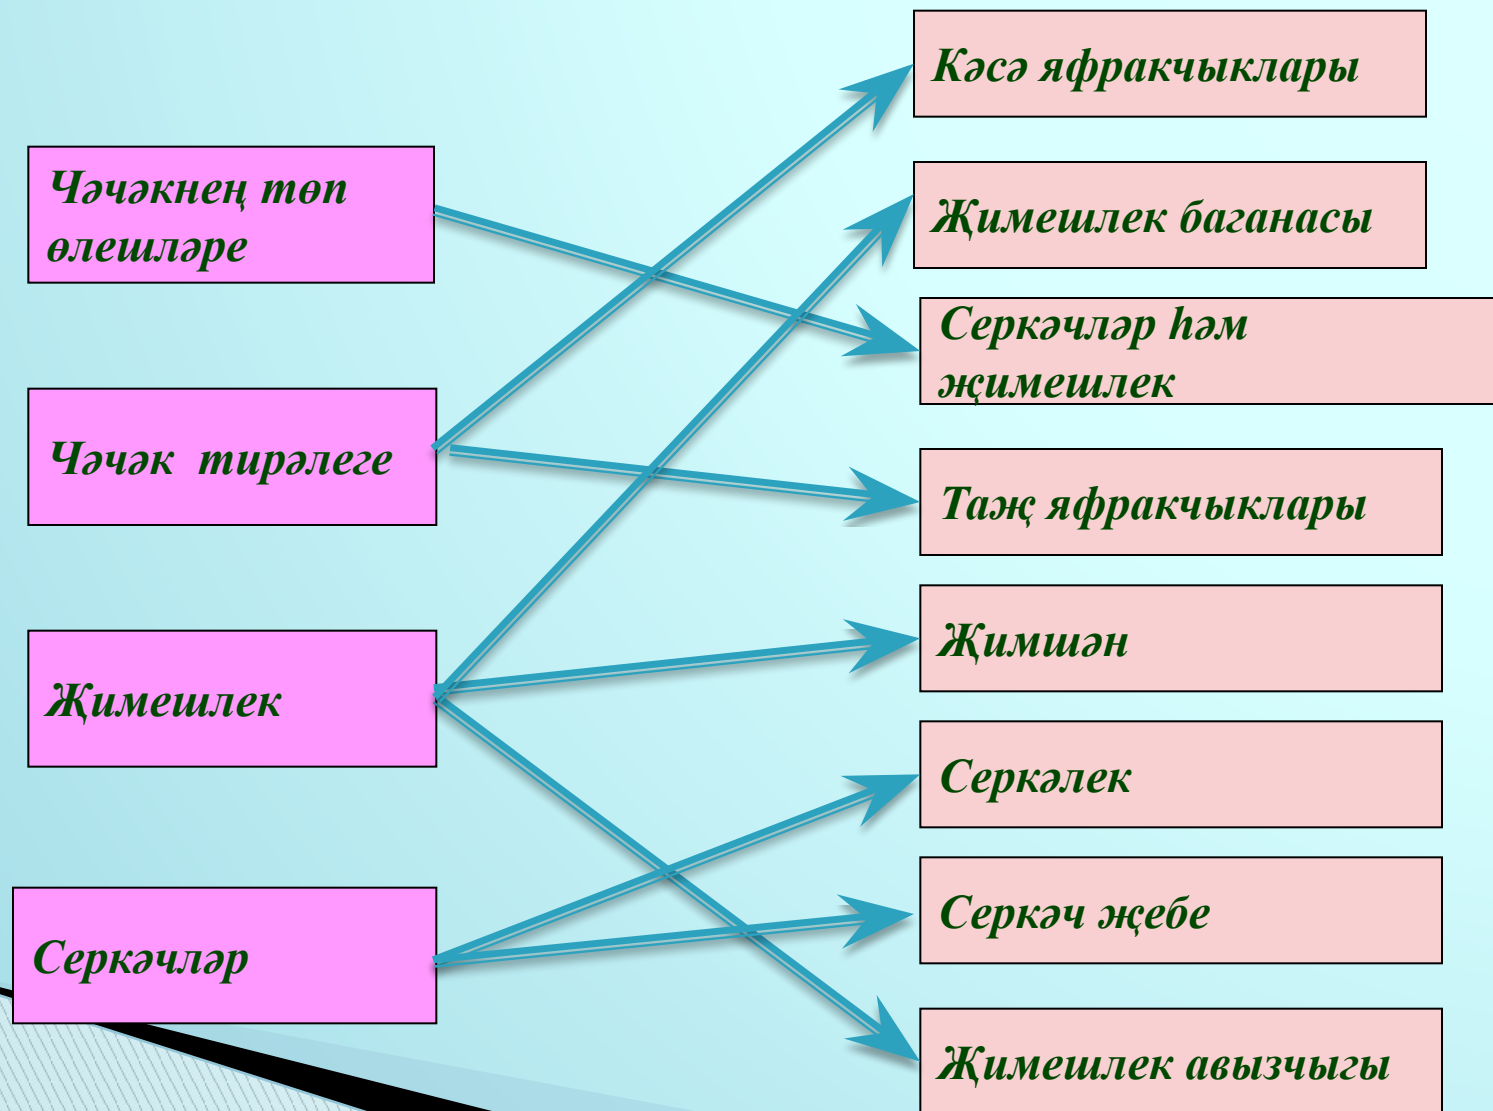 Чәчәкнең төп
өлешләре
Чәчәк тирәлеге
Җимешлек
Серкәчләр
Кәсә яфракчыклары
Җимешлек баганасы
Серкәчләр һәм
җимешлек
Таҗ яфракчыклары
Җимшән
Серкәлек
Серкәч җебе
Җимешлек авызчыгы